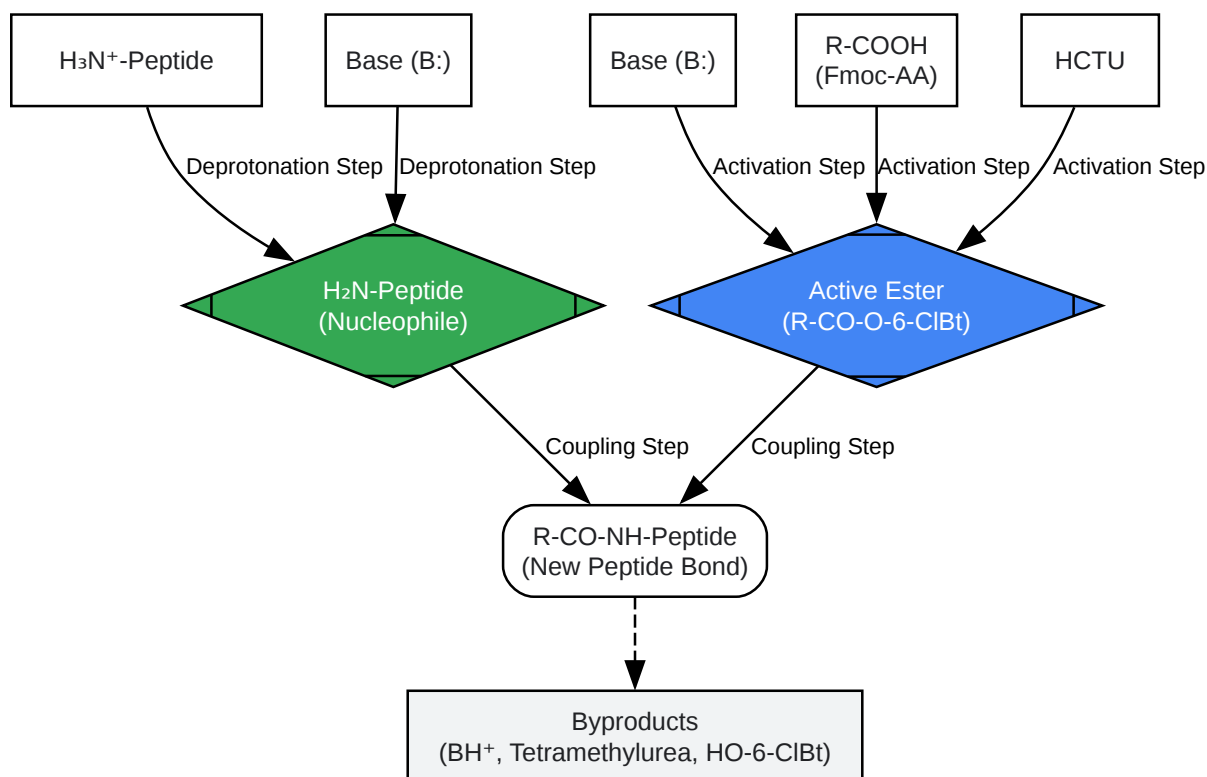 H₃N⁺-Peptide
Base (B:)
Base (B:)
R-COOH
(Fmoc-AA)
HCTU
Deprotonation Step
Deprotonation Step
Activation Step
Activation Step
Activation Step
H₂N-Peptide
(Nucleophile)
Active Ester
(R-CO-O-6-ClBt)
Coupling Step
Coupling Step
R-CO-NH-Peptide
(New Peptide Bond)
Byproducts
(BH⁺, Tetramethylurea, HO-6-ClBt)